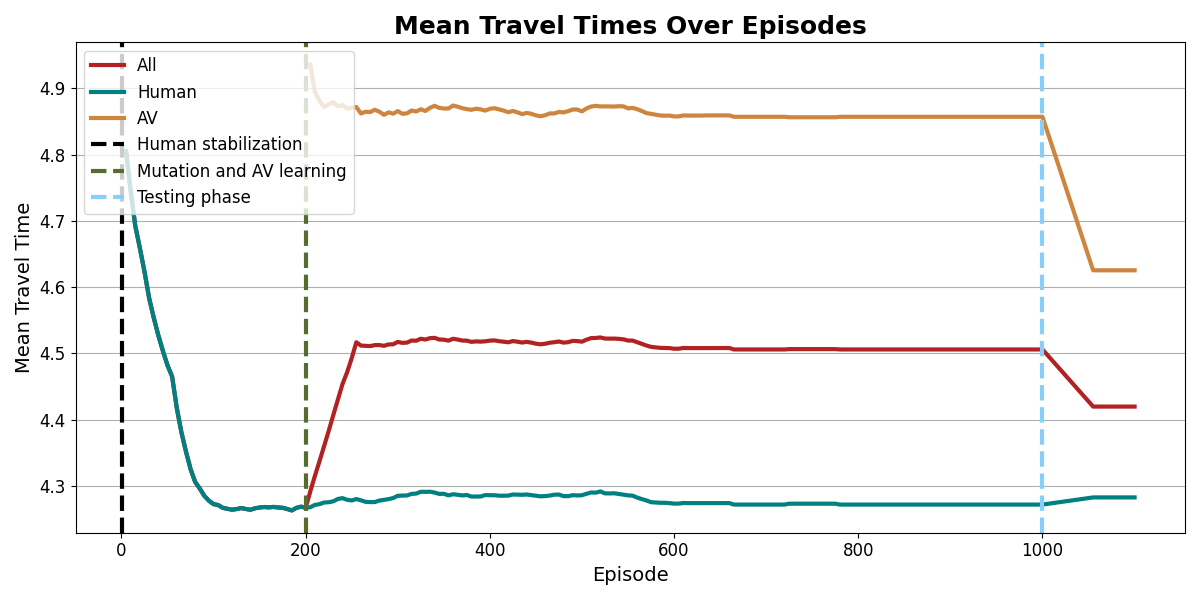 Mean Travel Times Over Episodes
All
Human
AV
Human stabilization
Mutation and AV learning
Testing phase
Mean Travel Time
4.9
4.8
4.7
4.6
4.5
4.4
4.3
0 200 400 600 800 1000
Episode